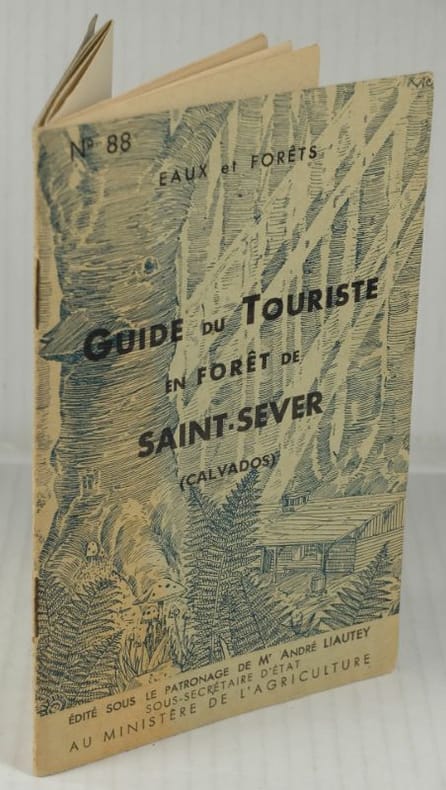 N° 88
EAUX et FORÊTS
GUIDE DU TOURISTE
EN FORÊT DE
SAINT-SEVER
(CALVADOS)
ÉDITÉ SOUS LE PATRONAGE DE Mr ANDRÉ LIAUTEY
SOUS-SECRÉTAIRE D'ÉTAT
AU MINISTÈRE DE L'AGRICULTURE